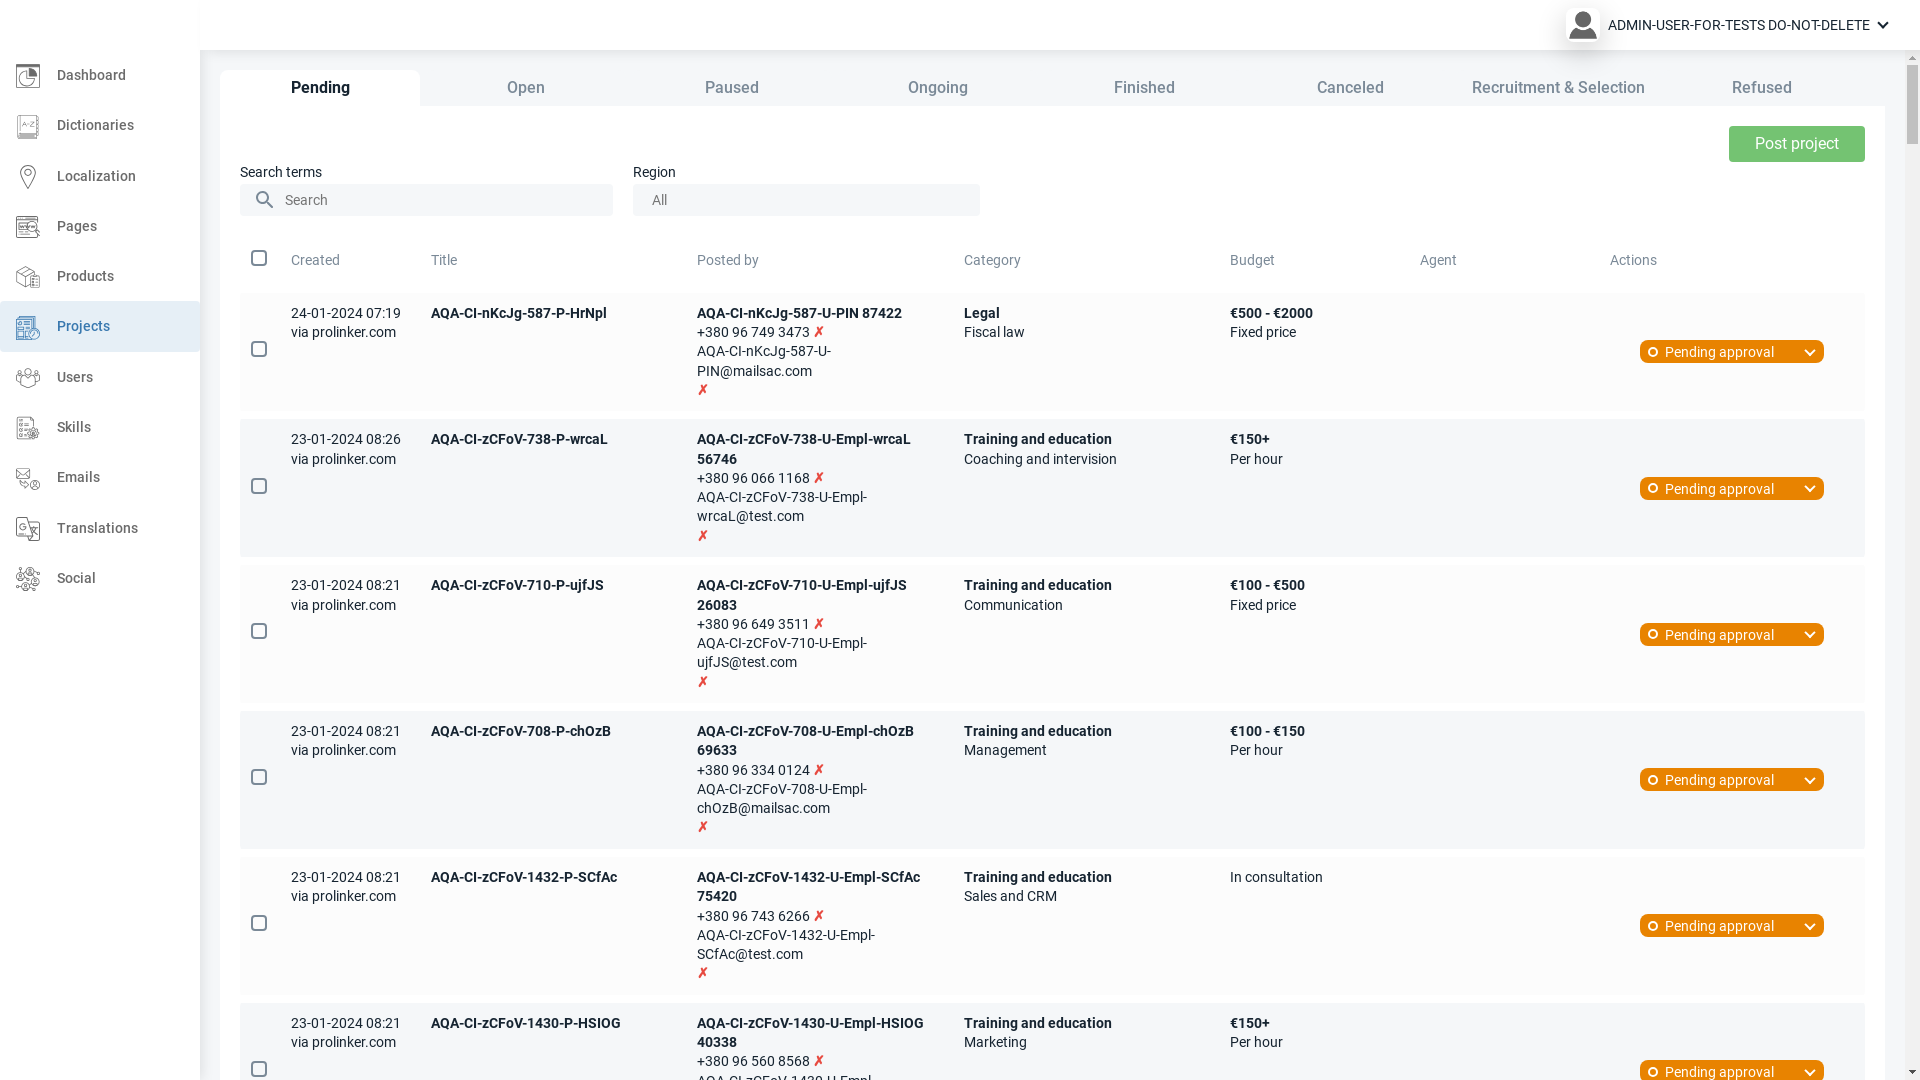 ADMIN-USER-FOR-TESTS DO-NOT-DELETE
Dashboard
Dictionaries
Localization
Pages
Products
Projects
Users
Skills
Emails
Translations
Social
Pending
Open
Paused
Ongoing
Finished
Canceled
Recruitment & Selection
Refused
Post project
Search terms
Region
Search
All
Created
Title
Posted by
Category
Budget
Agent
Actions
24-01-2024 07:19
via prolinker.com
AQA-CI-nKcJg-587-P-HrNpl
AQA-CI-nKcJg-587-U-PIN 87422
+380 96 749 3473 ✗
AQA-CI-nKcJg-587-U-
PIN@mailsac.com
✗
Legal
Fiscal law
€500 - €2000
Fixed price
Pending approval
23-01-2024 08:26
via prolinker.com
AQA-CI-zCFoV-738-P-wrcaL
AQA-CI-zCFoV-738-U-Empl-wrcaL
56746
+380 96 066 1168 ✗
AQA-CI-zCFoV-738-U-Empl-
wrcaL@test.com
✗
Training and education
Coaching and intervision
€150+
Per hour
Pending approval
23-01-2024 08:21
via prolinker.com
AQA-CI-zCFoV-710-P-ujfJS
AQA-CI-zCFoV-710-U-Empl-ujfJS
26083
+380 96 649 3511 ✗
AQA-CI-zCFoV-710-U-Empl-
ujfJS@test.com
✗
Training and education
Communication
€100 - €500
Fixed price
Pending approval
23-01-2024 08:21
via prolinker.com
AQA-CI-zCFoV-708-P-chOzB
AQA-CI-zCFoV-708-U-Empl-chOzB
69633
+380 96 334 0124 ✗
AQA-CI-zCFoV-708-U-Empl-
chOzB@mailsac.com
✗
Training and education
Management
€100 - €150
Per hour
Pending approval
23-01-2024 08:21
via prolinker.com
AQA-CI-zCFoV-1432-P-SCfAc
AQA-CI-zCFoV-1432-U-Empl-SCfAc
75420
+380 96 743 6266 ✗
AQA-CI-zCFoV-1432-U-Empl-
SCfAc@test.com
✗
Training and education
Sales and CRM
In consultation
Pending approval
23-01-2024 08:21
via prolinker.com
AQA-CI-zCFoV-1430-P-HSIOG
AQA-CI-zCFoV-1430-U-Empl-HSIOG
40338
+380 96 560 8568 ✗
AQA-CI-zCFoV-1430-U-Empl-
Training and education
Marketing
€150+
Per hour
Pending approval